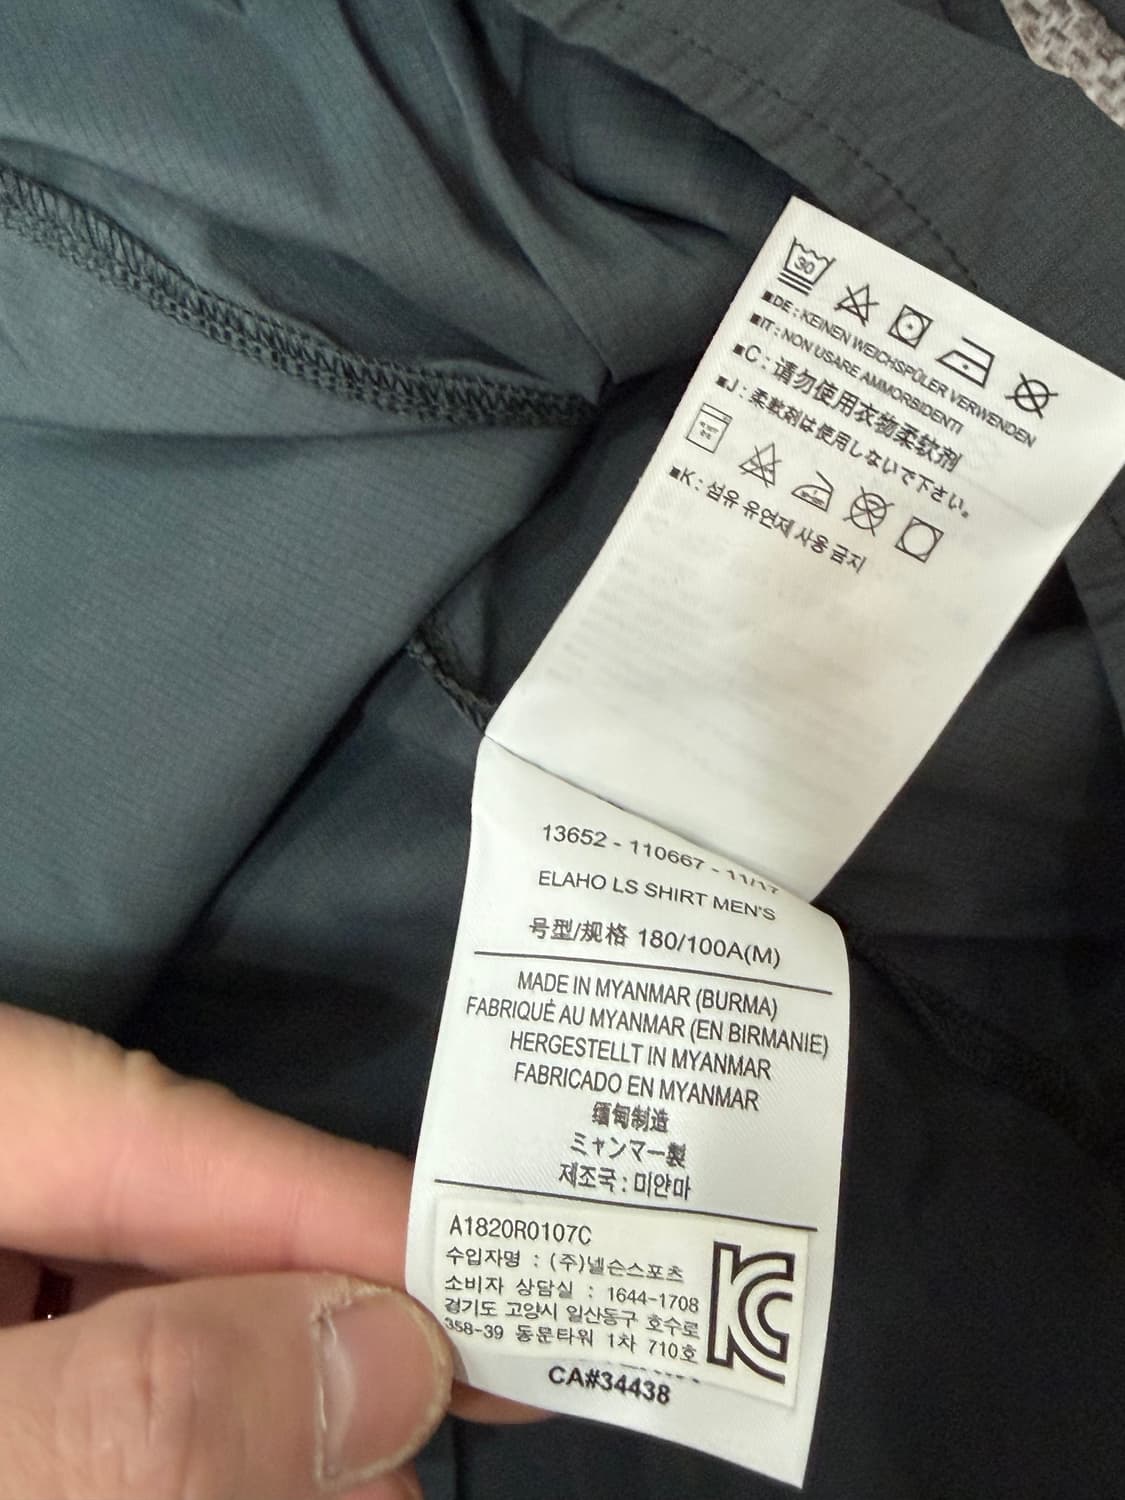 30
■DE : KEINEN WEICHSPÜLER VERWENDEN
■IT : NON USARE AMMORBIDENTI
■C : 请勿使用衣物柔软剂
■J : 柔軟剤は使用しないで下さい。
■K : 섬유 유연제 사용 금지
13652 - 110667 - 11/17
ELAHO LS SHIRT MEN'S
号型/规格 180/100A(M)
MADE IN MYANMAR (BURMA)
FABRIQUÉ AU MYANMAR (EN BIRMANIE)
HERGESTELLT IN MYANMAR
FABRICADO EN MYANMAR
缅甸制造
ミャンマー製
제조국 : 미얀마
A1820R0107C
수입자명 : (주)넬슨스포츠
소비자 상담실 : 1644-1708
경기도 고양시 일산동구 호수로
358-39 동문타워 1차 710호
KC
CA#34438